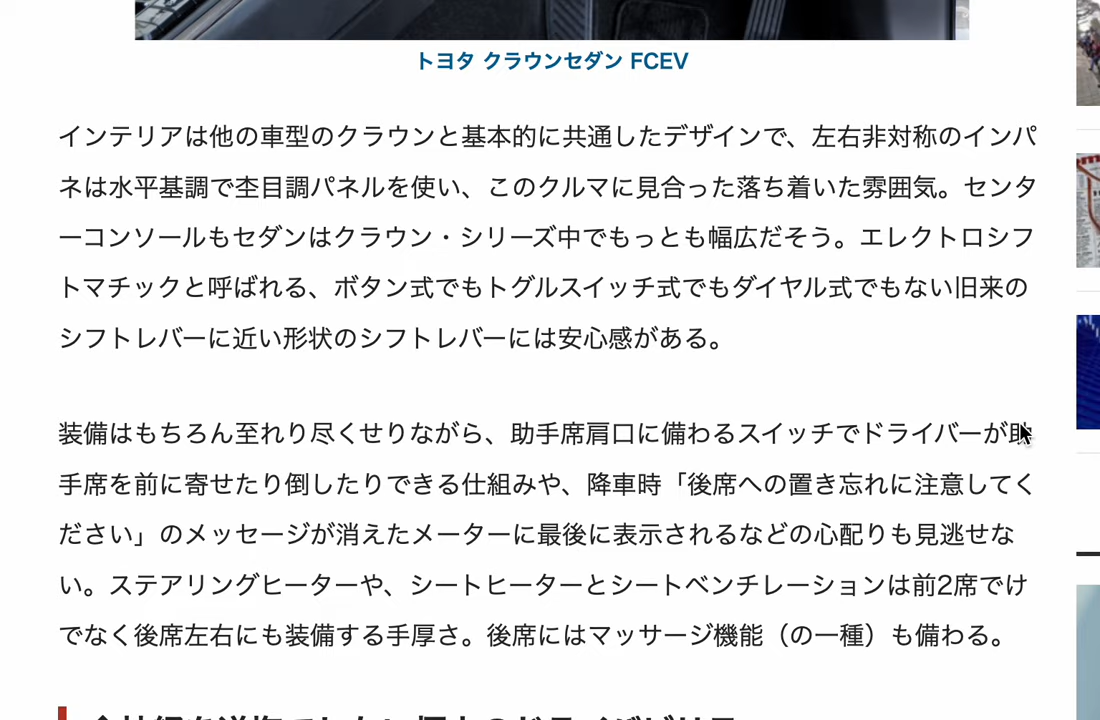 トヨタ クラウンセダン FCEV
インテリアは他の車型のクラウンと基本的に共通したデザインで、左右非対称のインパ
ネは水平基調で杢目調パネルを使い、このクルマに見合った落ち着いた雰囲気。センタ
ーコンソールもセダンはクラウン・シリーズ中でもっとも幅広だそう。エレクトロシフ
トマチックと呼ばれる、ボタン式でもトグルスイッチ式でもダイヤル式でもない旧来の
シフトレバーに近い形状のシフトレバーには安心感がある。
装備はもちろん至れり尽くせりながら、助手席肩口に備わるスイッチでドライバーが助
手席を前に寄せたり倒したりできる仕組みや、降車時「後席への置き忘れに注意してく
ださい」のメッセージが消えたメーターに最後に表示されるなどの心配りも見逃せな
い。ステアリングヒーターや、シートヒーターとシートベンチレーションは前2席でけ
でなく後席左右にも装備する手厚さ。後席にはマッサージ機能（の一種）も備わる。